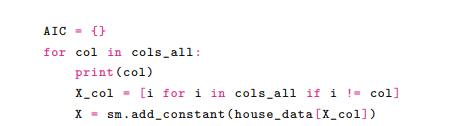 AIC = {}
for col in cols_all:
    print(col)
    X_col = [i for i in cols_all if i != col]
    X = sm.add_constant(house_data[X_col])